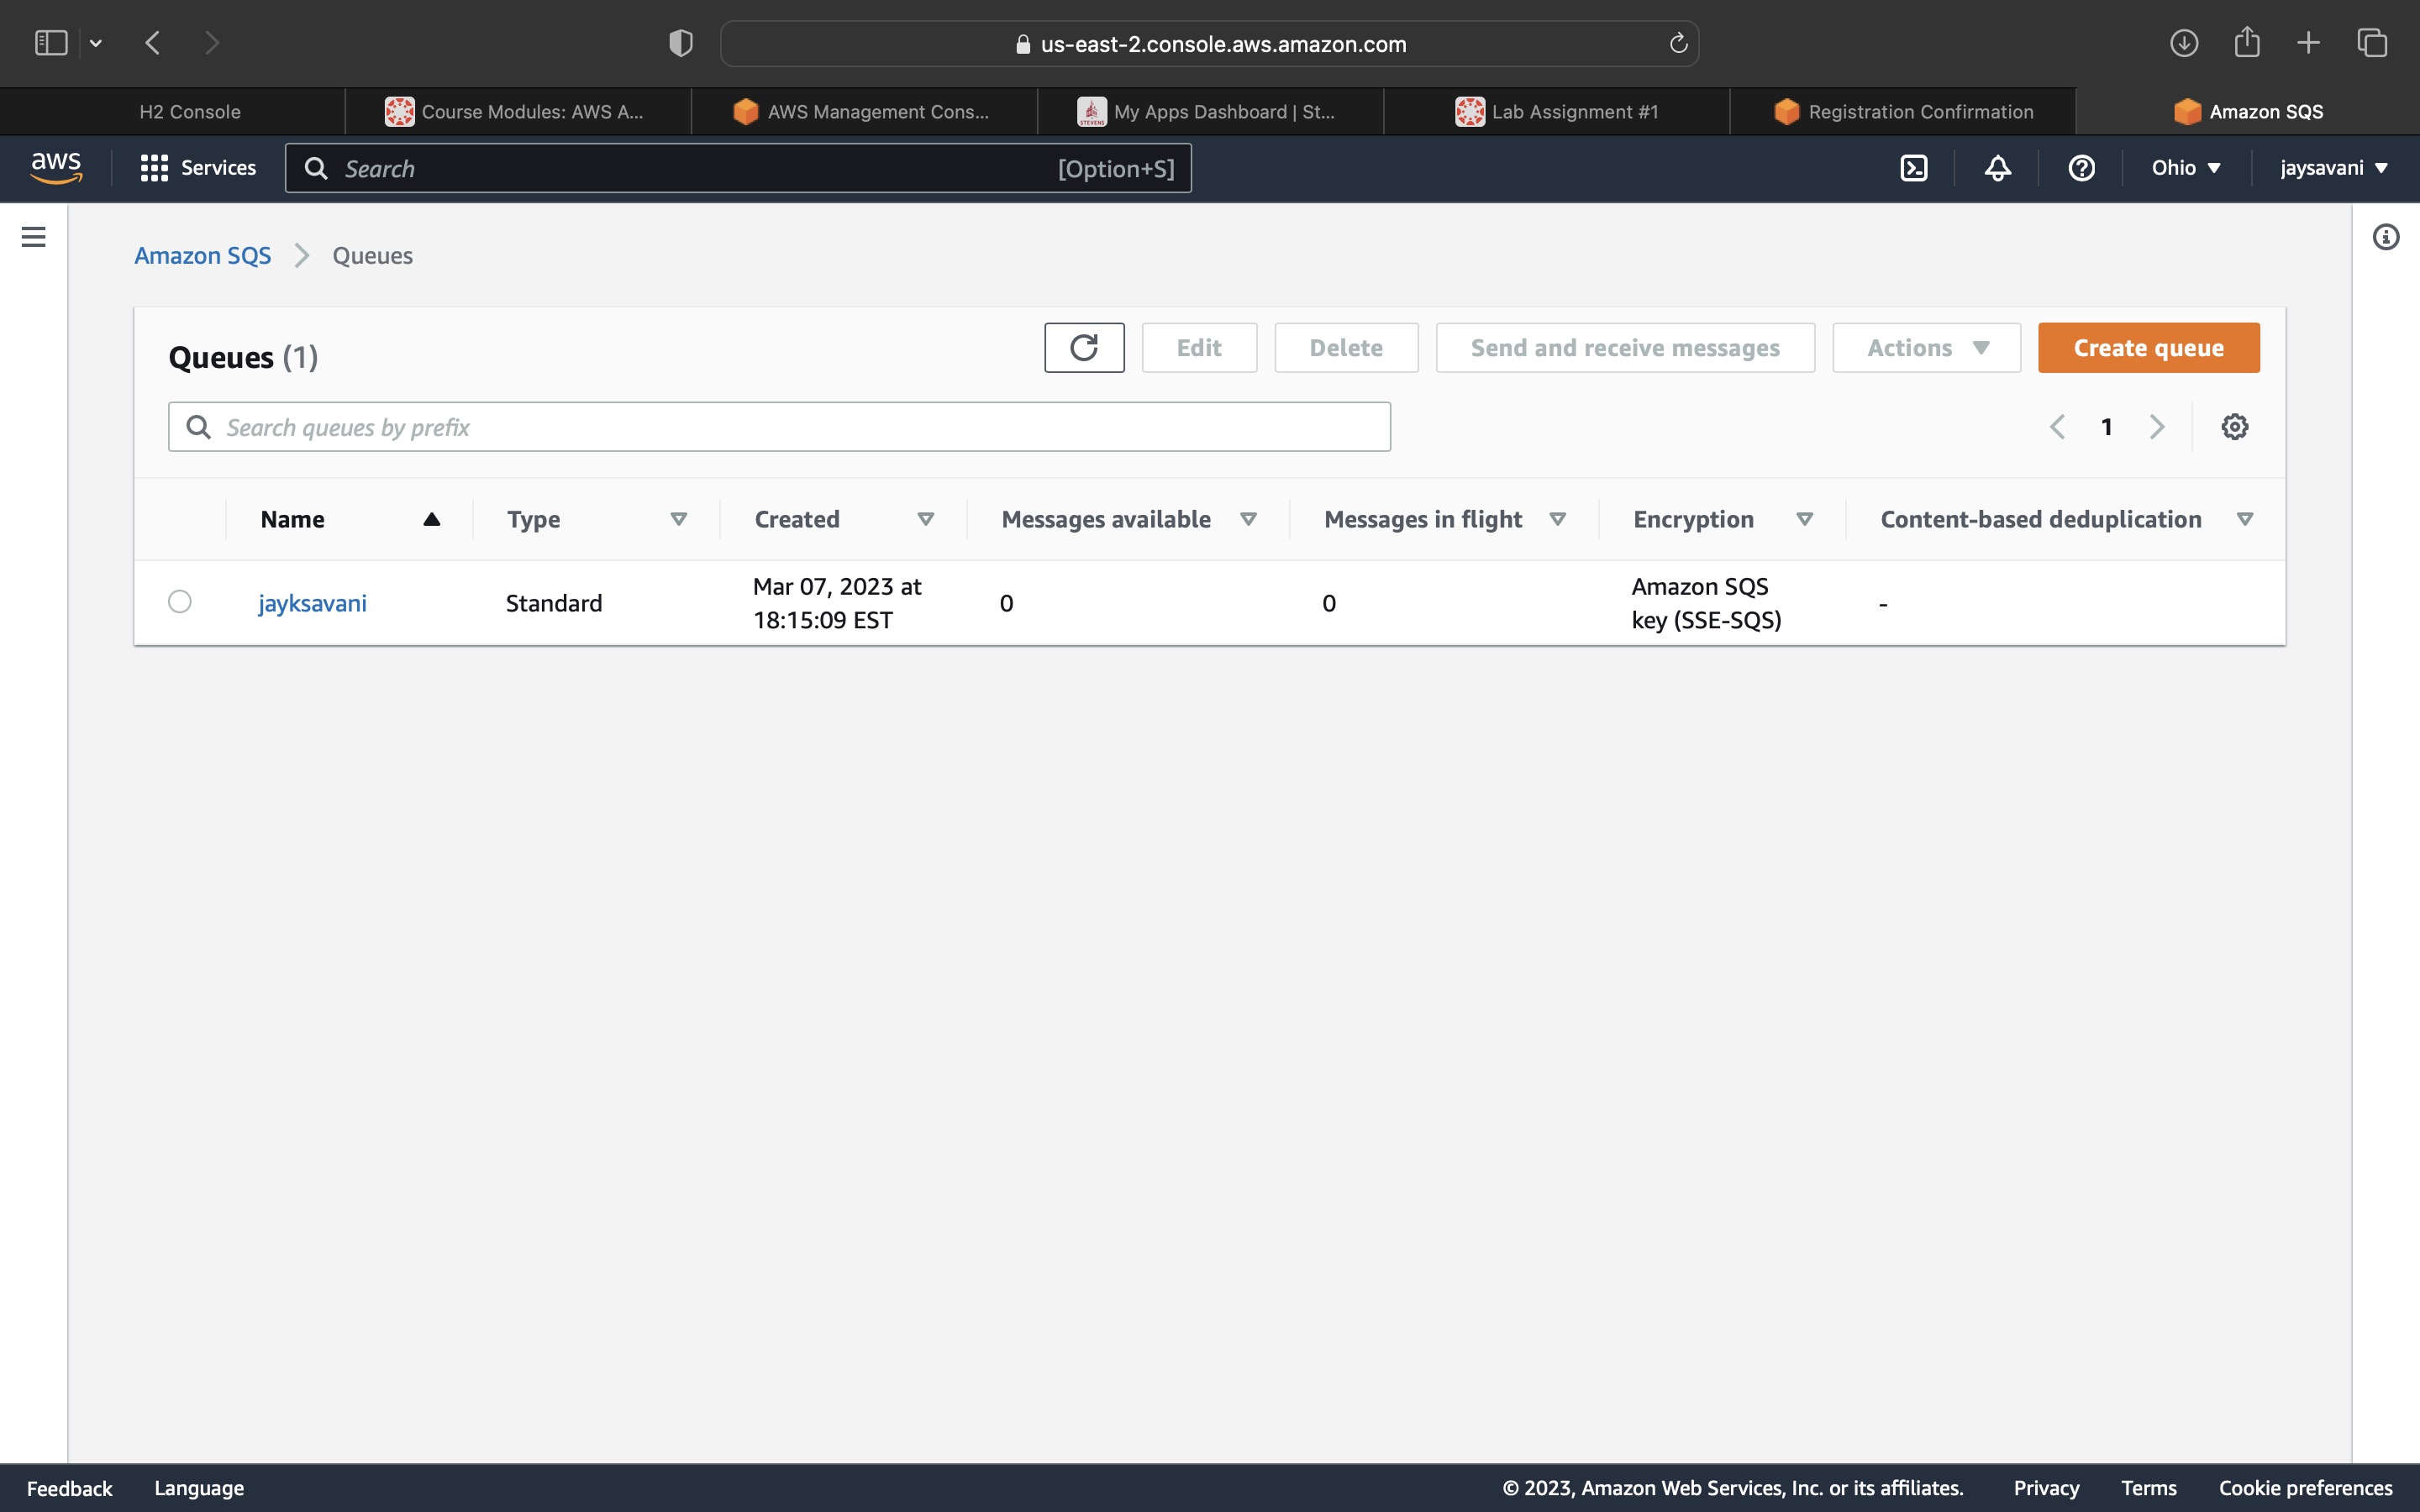 us-east-2.console.aws.amazon.com
H2 Console
Course Modules: AWS A...
AWS Management Cons...
STEVENS
My Apps Dashboard | St...
Lab Assignment #1
Registration Confirmation
Amazon SQS
aws
Services
Search
[Option+S]
Ohio
jaysavani
Amazon SQS
Queues
Queues (1)
Edit
Delete
Send and receive messages
Actions
Create queue
Search queues by prefix
1
Name
Type
Created
Messages available
Messages in flight
Encryption
Content-based deduplication
jayksavani
Standard
Mar 07, 2023 at
18:15:09 EST
0
0
Amazon SQS
key (SSE-SQS)
-
Feedback
Language
© 2023, Amazon Web Services, Inc. or its affiliates.
Privacy
Terms
Cookie preferences